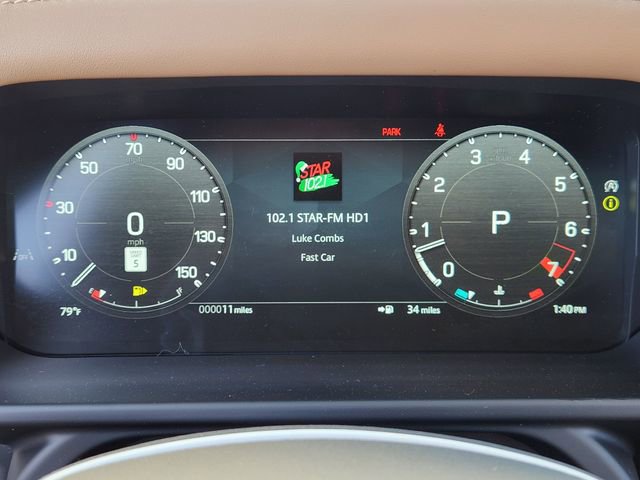 PARK
70
mph
50
90
30
110
10
130
150
0
mph
SPEED
LIMIT
5
E
F
79°F
STAR
102.1
102.1 STAR-FM HD1
Luke Combs
Fast Car
000011 miles
34 miles
3
4
2
5
1
6
0
7
P
1:40 PM